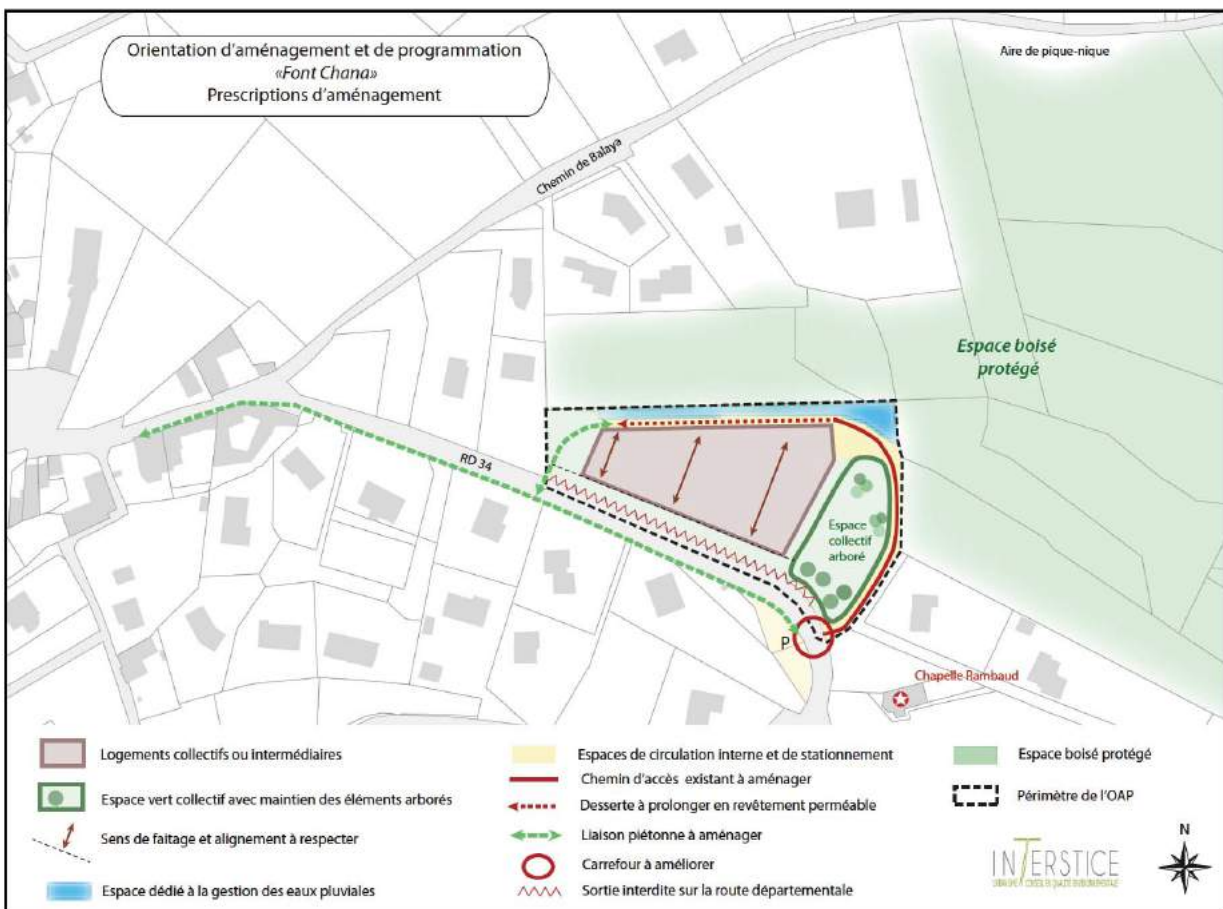 Orientation d'aménagement et de programmation
«Font Chana»
Prescriptions d'aménagement
Aire de pique-nique
Chemin de Balaya
Espace boisé
protégé
RD 34
Espace
collectif
arboré
P
Chapelle Rambaud
Logements collectifs ou intermédiaires
Espace vert collectif avec maintien des éléments arborés
Sens de faitage et alignement à respecter
Espace dédié à la gestion des eaux pluviales
Espaces de circulation interne et de stationnement
Chemin d'accès existant à aménager
Desserte à prolonger en revêtement perméable
Liaison piétonne à aménager
Carrefour à améliorer
Sortie interdite sur la route départementale
Espace boisé protégé
Périmètre de l'OAP
INTERSTICE
N